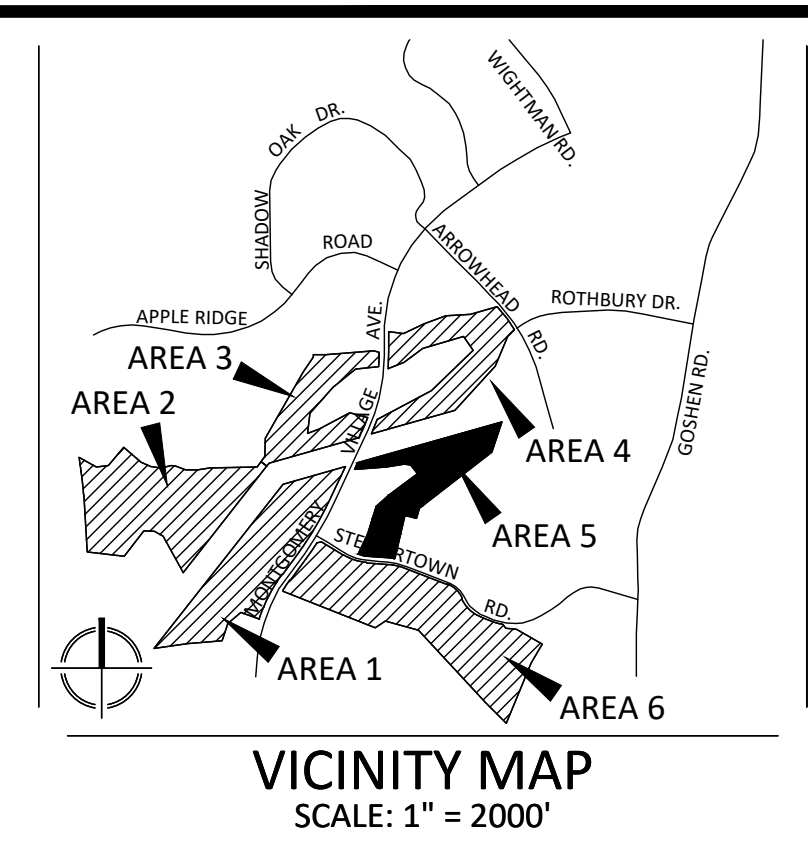 WIGHTMAN RD.
SHADOW OAK DR.
APPLE RIDGE ROAD
ARROWHEAD RD.
ROTHBURY DR.
GOSHEN RD.
MONTGOMERY VILLAGE AVE.
AREA 3
AREA 2
AREA 4
AREA 5
RD.
AREA 1
AREA 6
VICINITY MAP
SCALE: 1" = 2000'